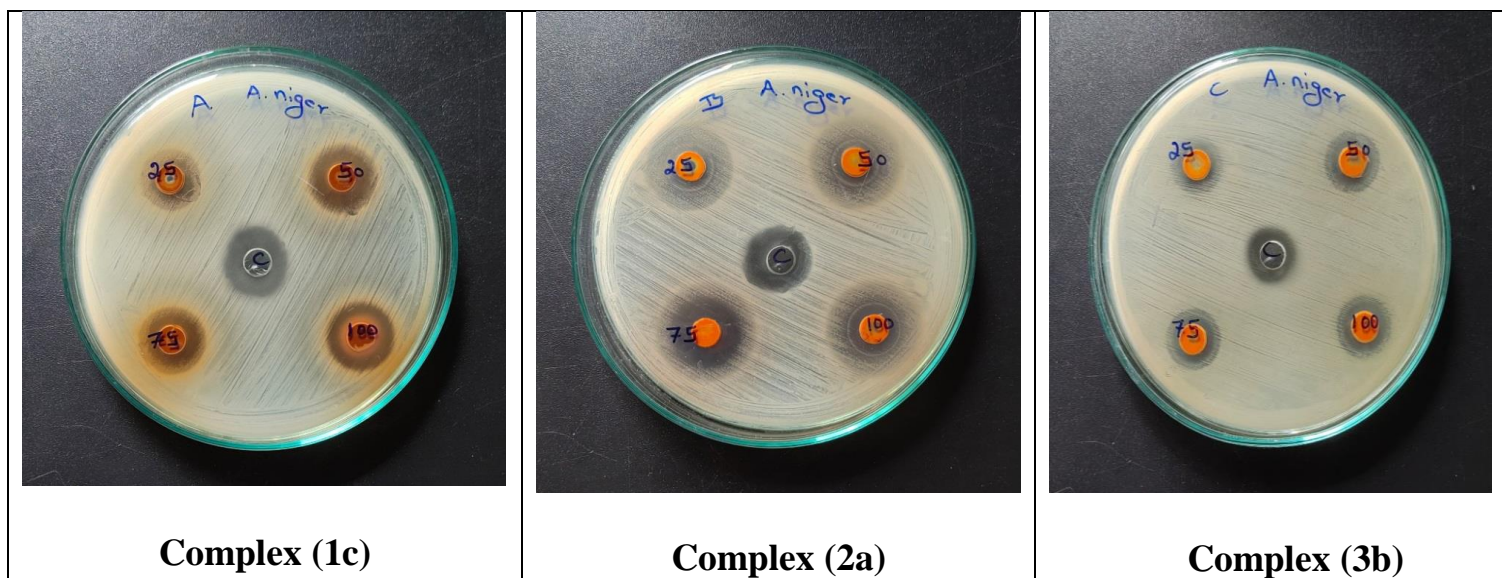 A A. niger
25
50
C
75
100
Complex (1c)
B A. niger
25
50
C
75
100
Complex (2a)
C A. niger
25
50
C
75
100
Complex (3b)